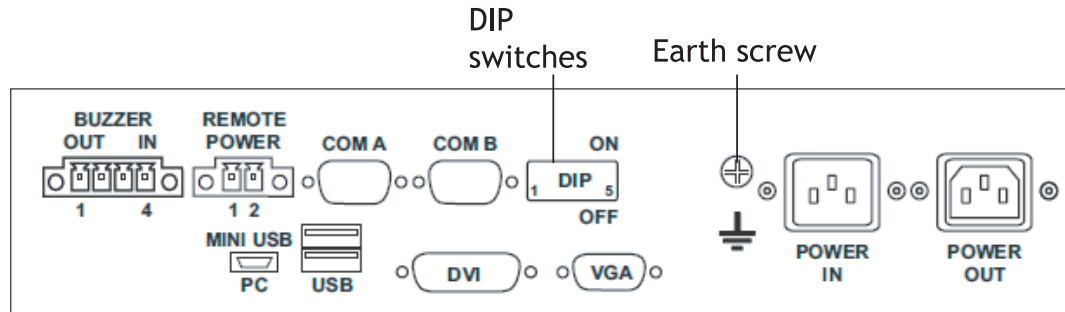 DIP
switches
Earth screw
BUZZER
OUT IN
1 4
REMOTE
POWER
1 2
COM A
COM B
ON
1 DIP 5
OFF
MINI USB
PC
USB
DVI
VGA
POWER
IN
POWER
OUT